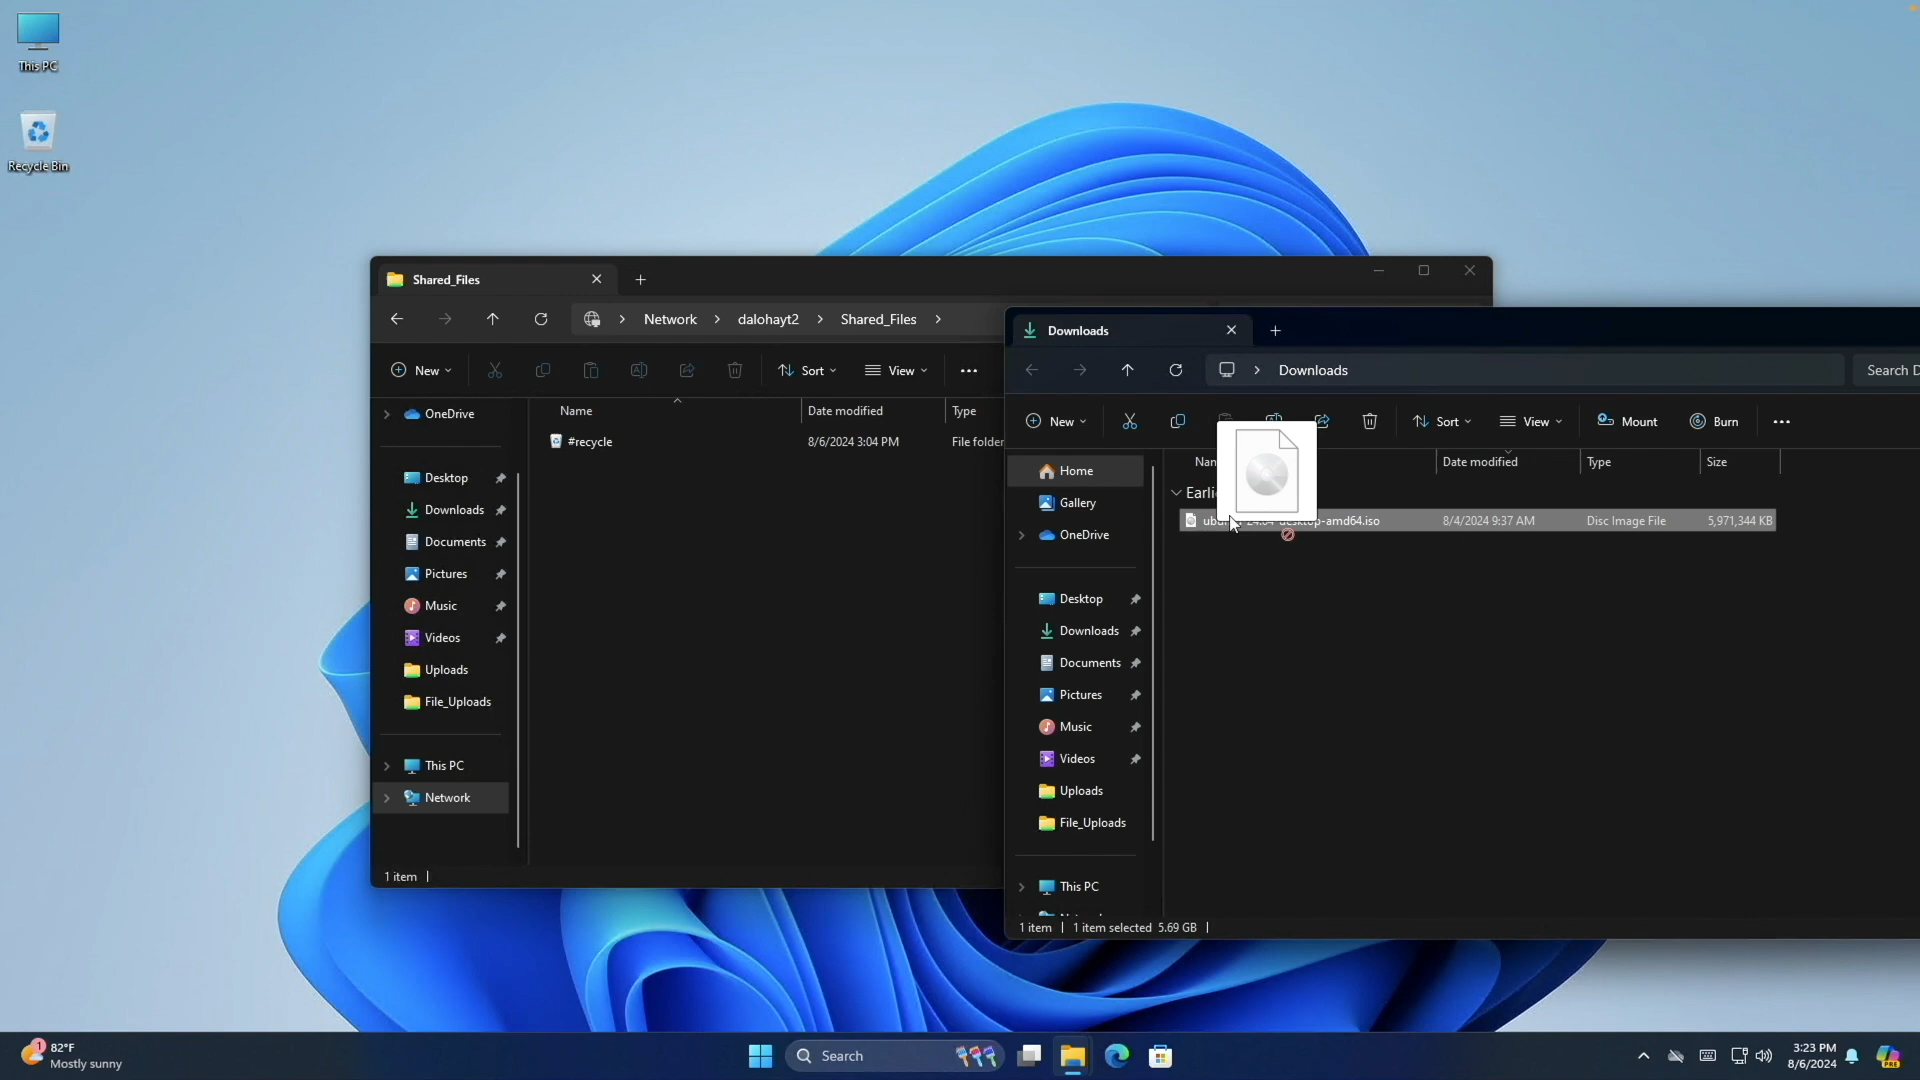 This PC
Recycle Bin
Shared_Files
Network
dalohayt2
Shared_Files
New
Sort
View
OneDrive
Desktop
Downloads
Documents
Pictures
Music
Videos
Uploads
File_Uploads
This PC
Network
Name
Date modified
Type
#recycle
8/6/2024 3:04 PM
File folder
1 item
Downloads
Downloads
Search D
New
Sort
View
Mount
Burn
Home
Gallery
OneDrive
Desktop
Downloads
Documents
Pictures
Music
Videos
Uploads
File_Uploads
This PC
Date modified
Type
Size
8/4/2024 9:37 AM
Disc Image File
5,971,344 KB
1 item
1 item selected 5.69 GB
1
82°F
Mostly sunny
Search
3:23 PM
8/6/2024
PRE